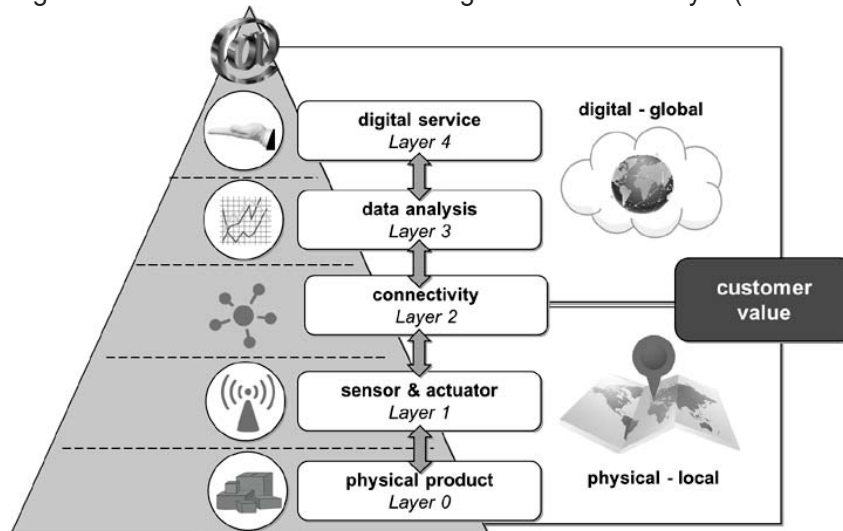 @
digital service
Layer 4
digital - global
data analysis
Layer 3
connectivity
Layer 2
customer
value
sensor & actuator
Layer 1
physical product
Layer 0
physical - local